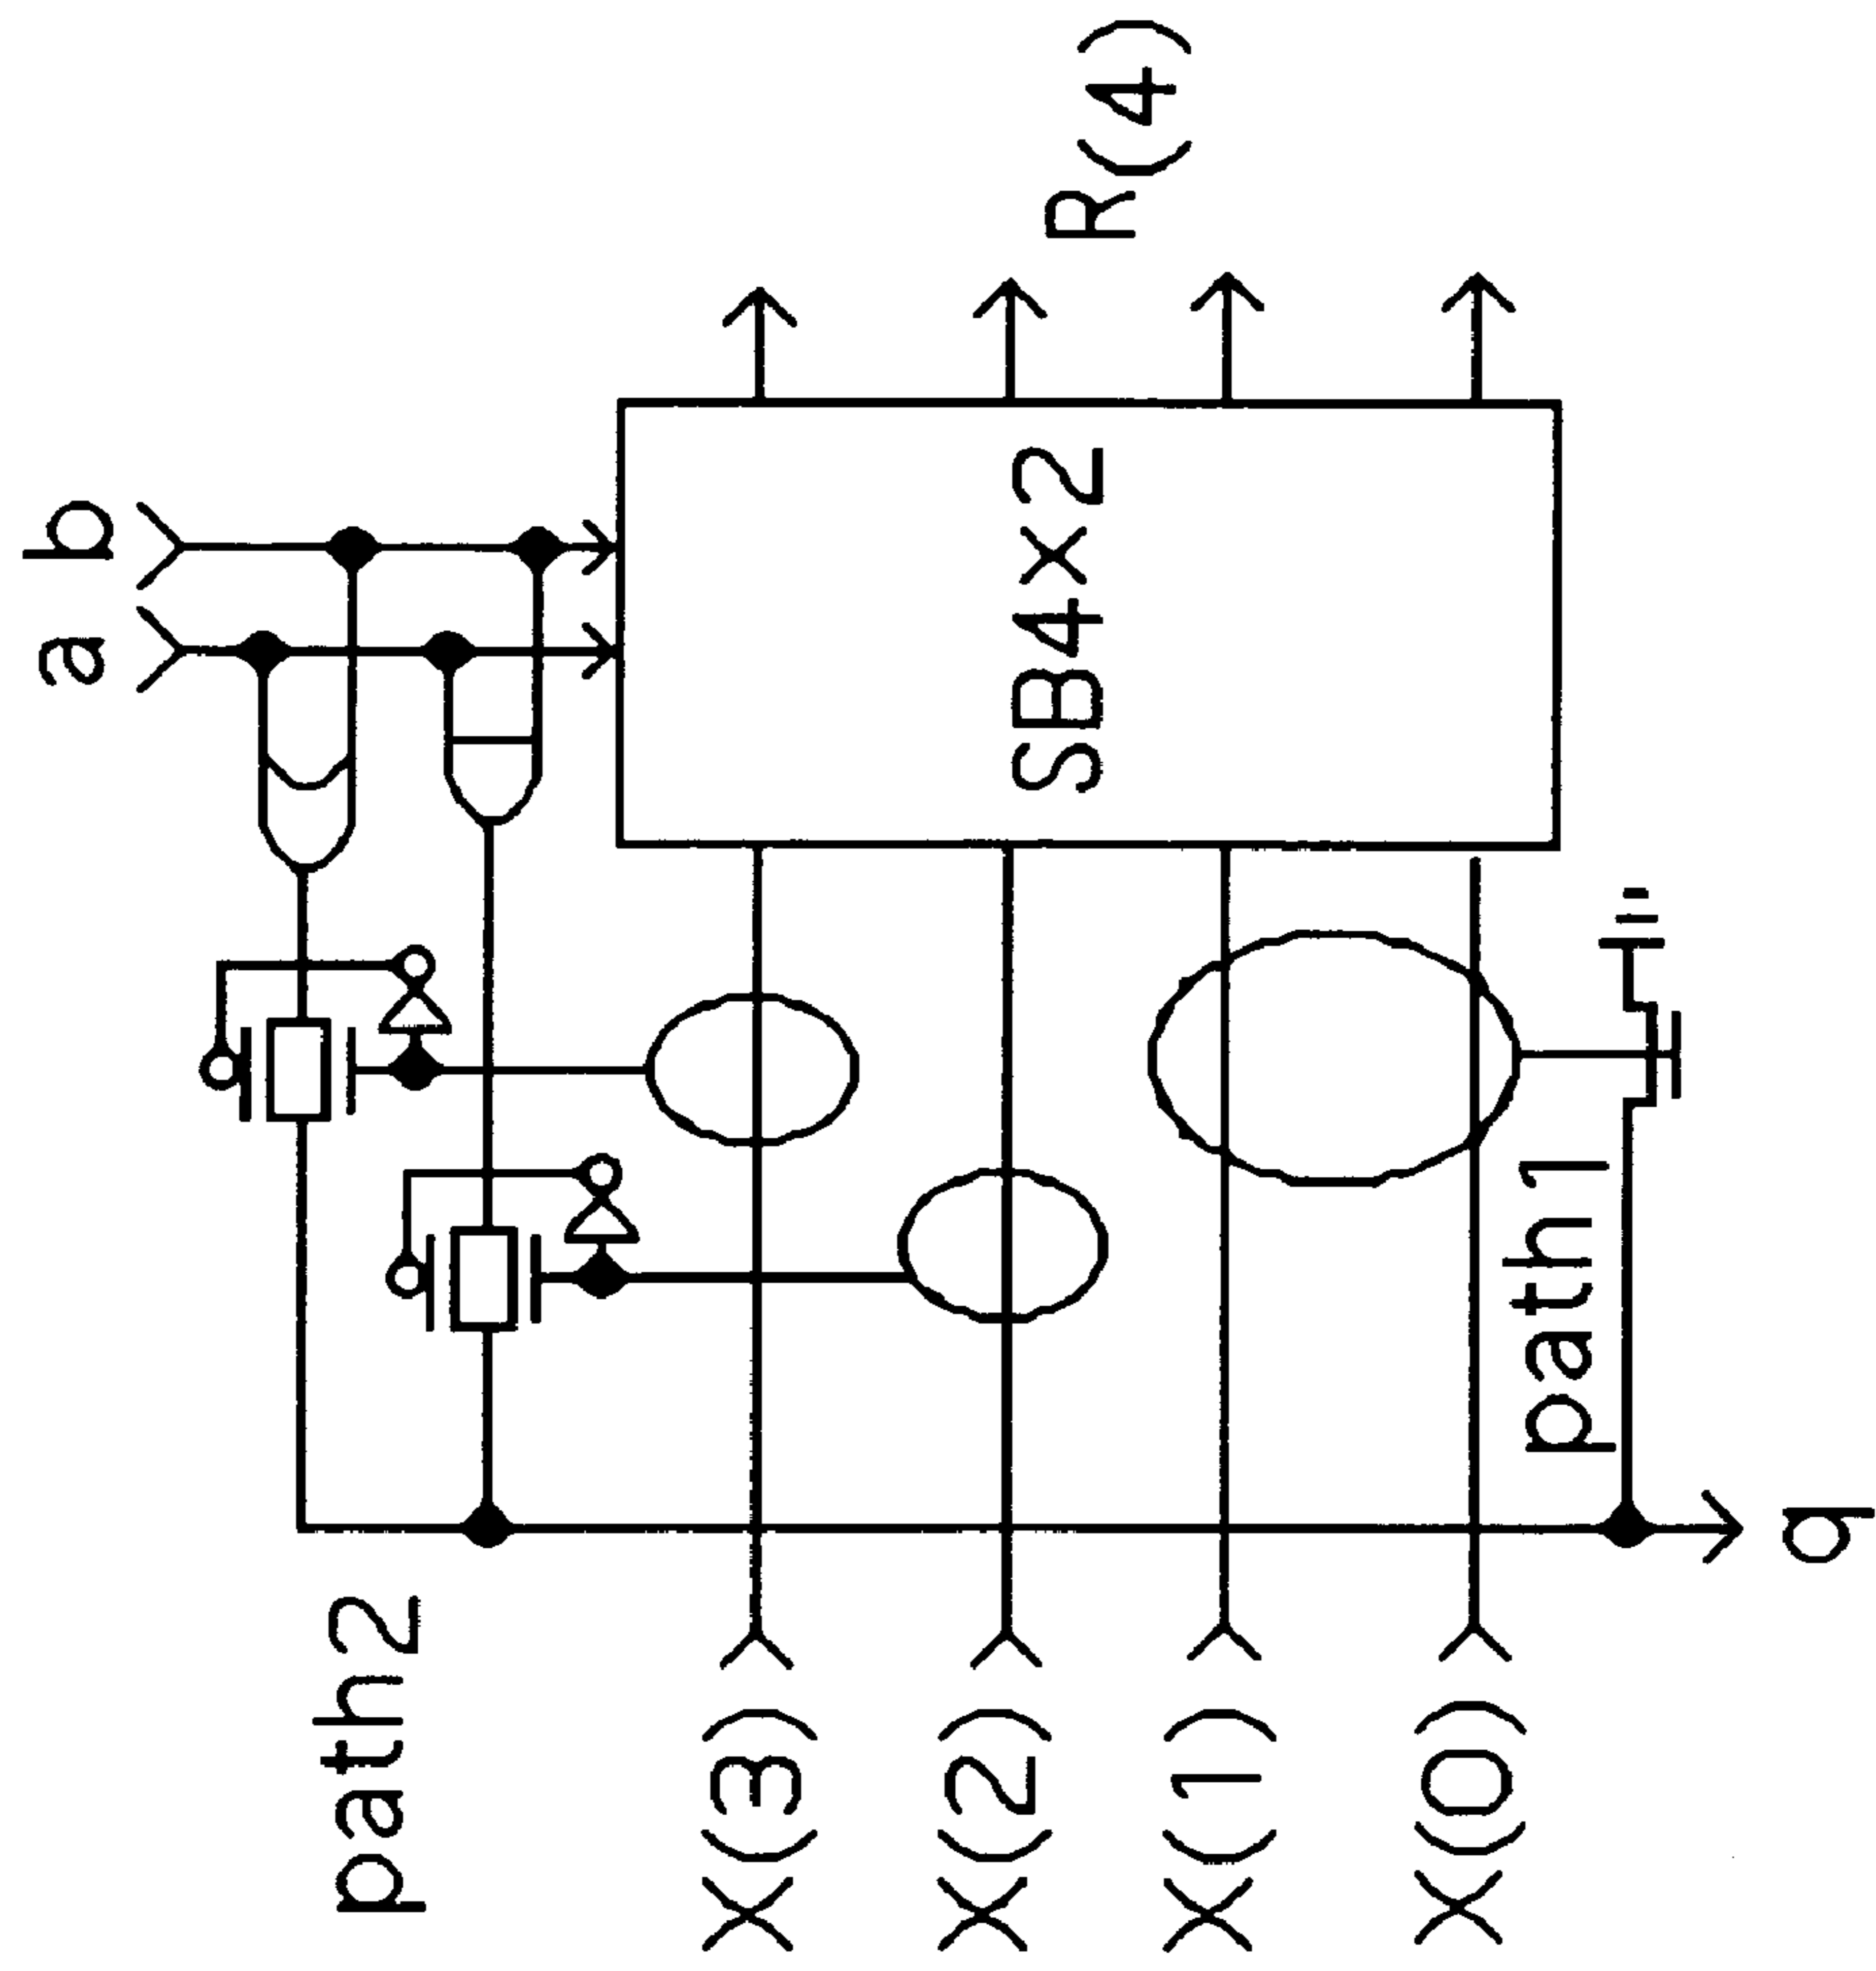 a b
path2
X(3)
X(2)
SB4×2
R(4)
X(1)
X(0)
path1
q